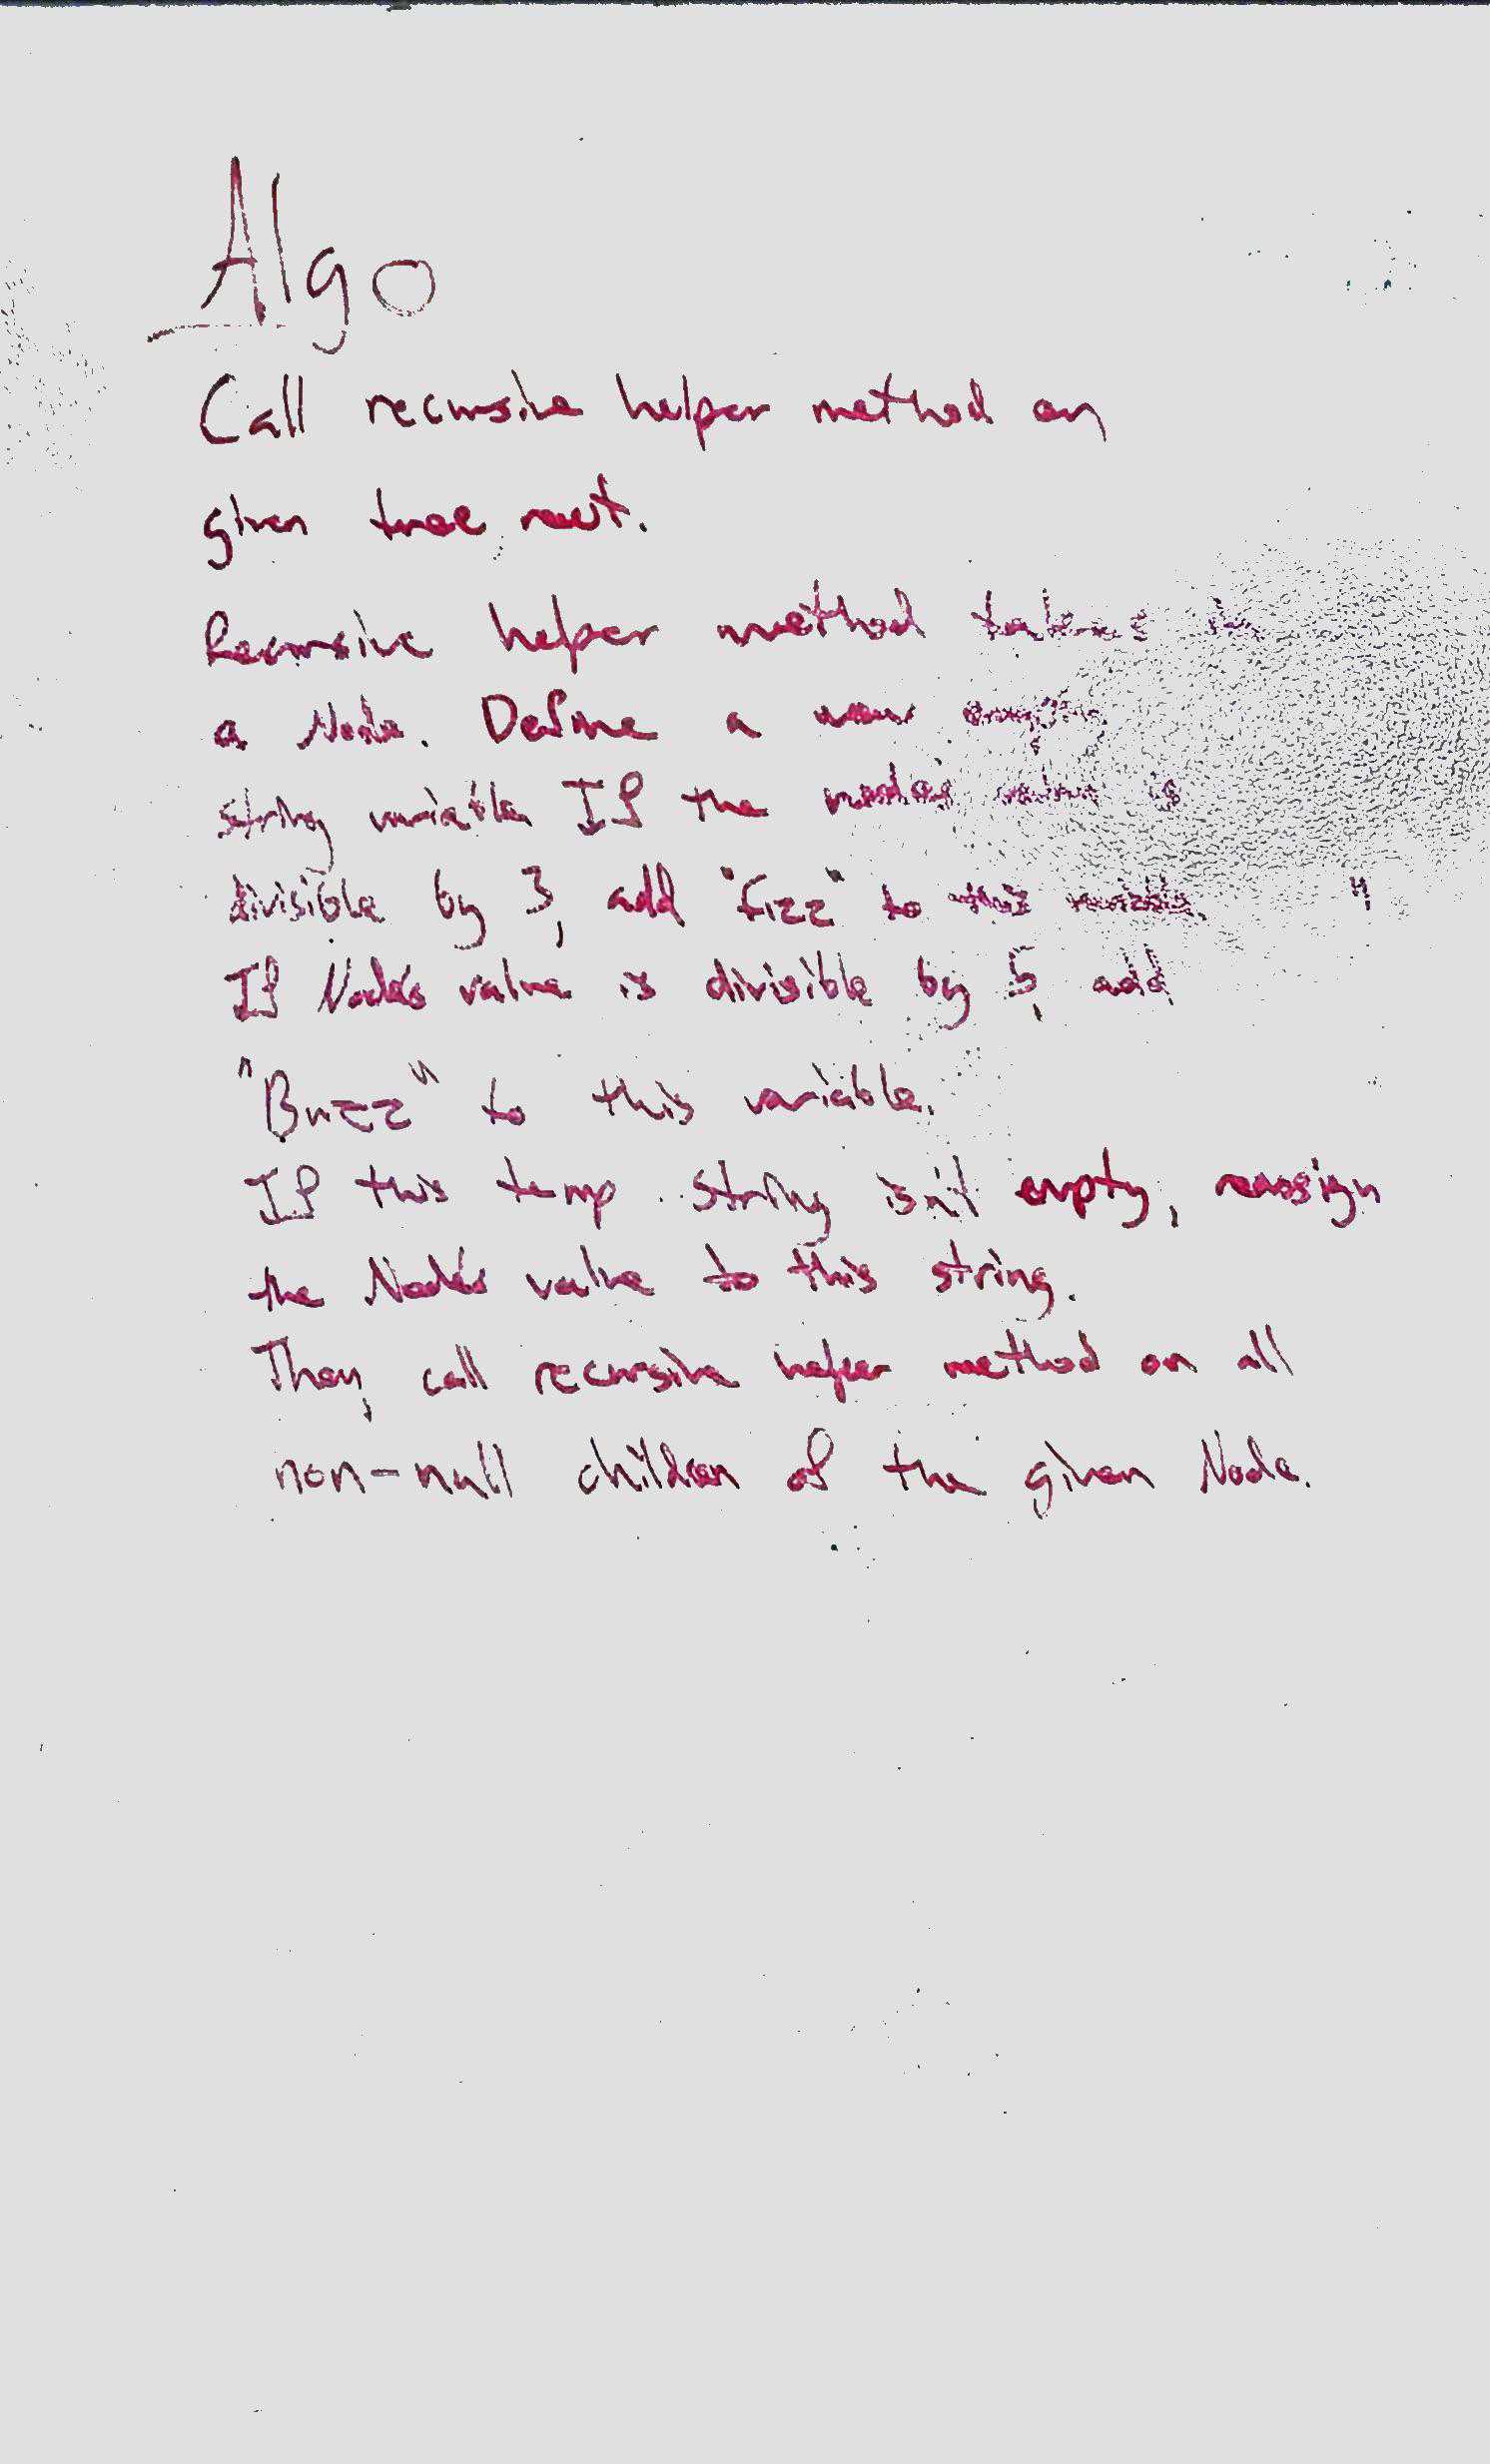 Algo
Call recursive helper method on
given tree root.
Recursive helper method takes in
a Node. Define a new empty
string variable If the node's value is
divisible by 3, add "Fizz" to this variable. "
If Node's value is divisible by 5, add
"Buzz" to this variable.
If this temp string isn't empty, reassign
the Node's value to this string.
Then, call recursive helper method on all
non-null children of the given Node.